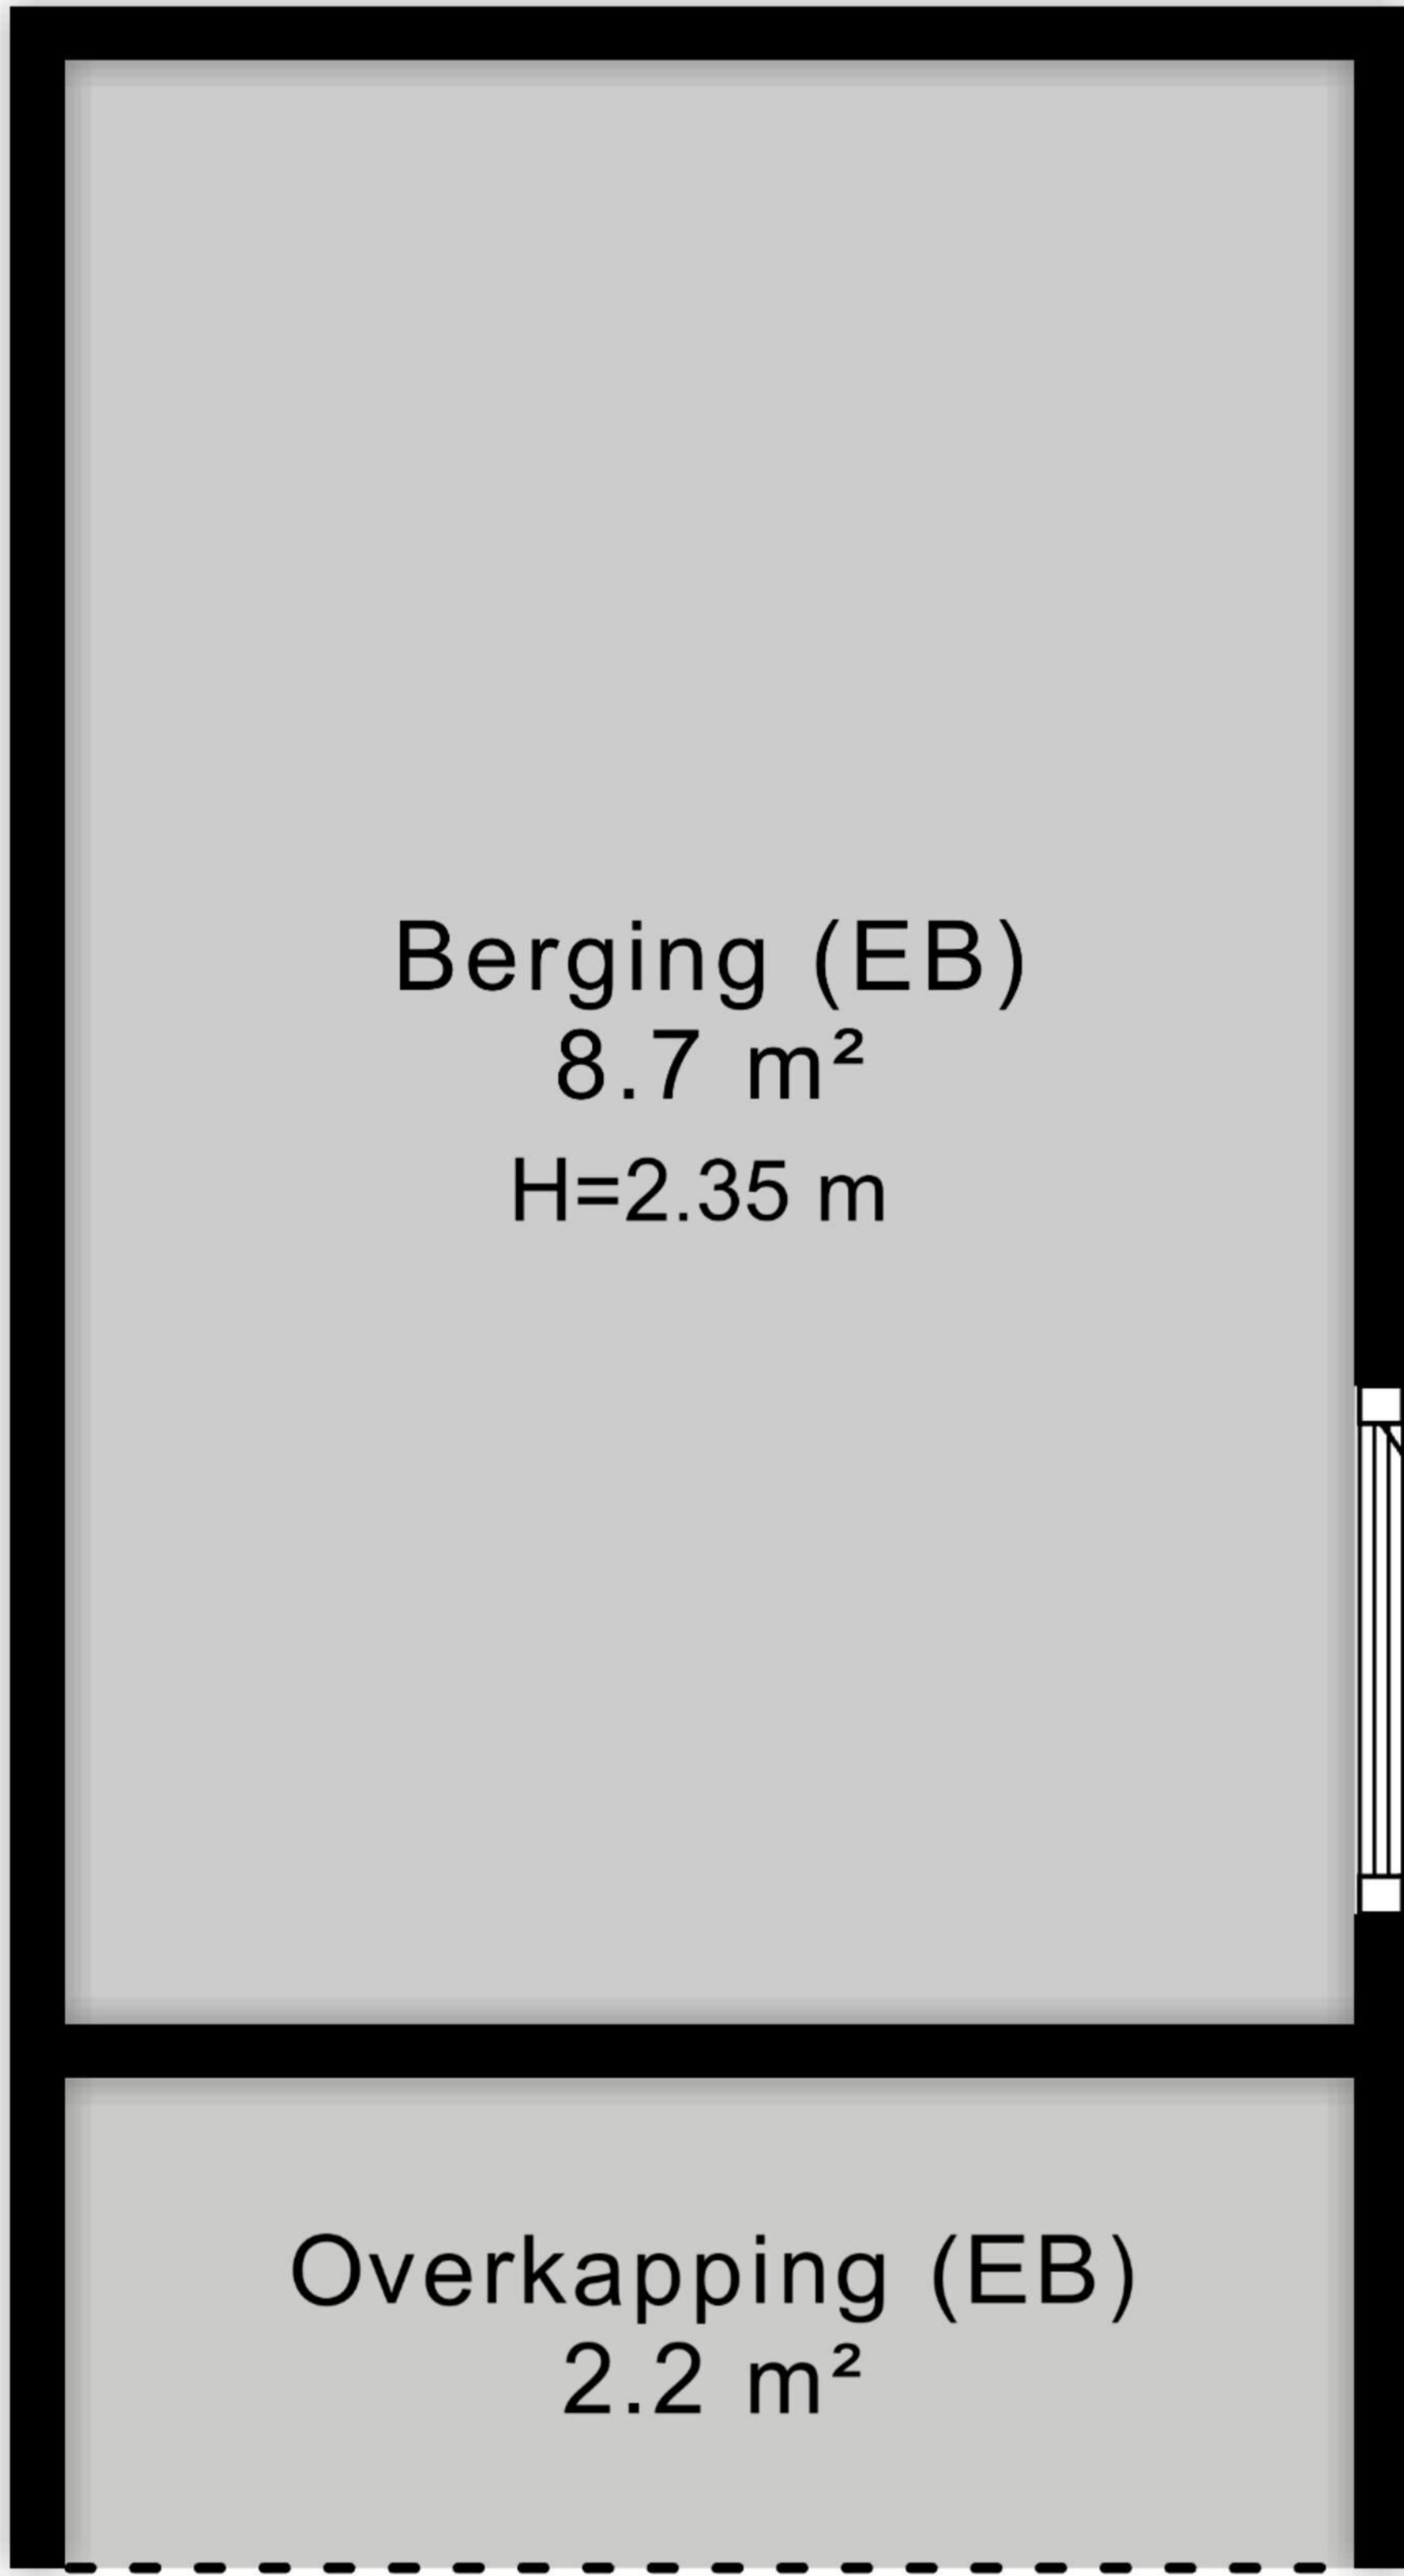 Berging (EB)
8.7 m²
H=2.35 m
Overkapping (EB)
2.2 m²